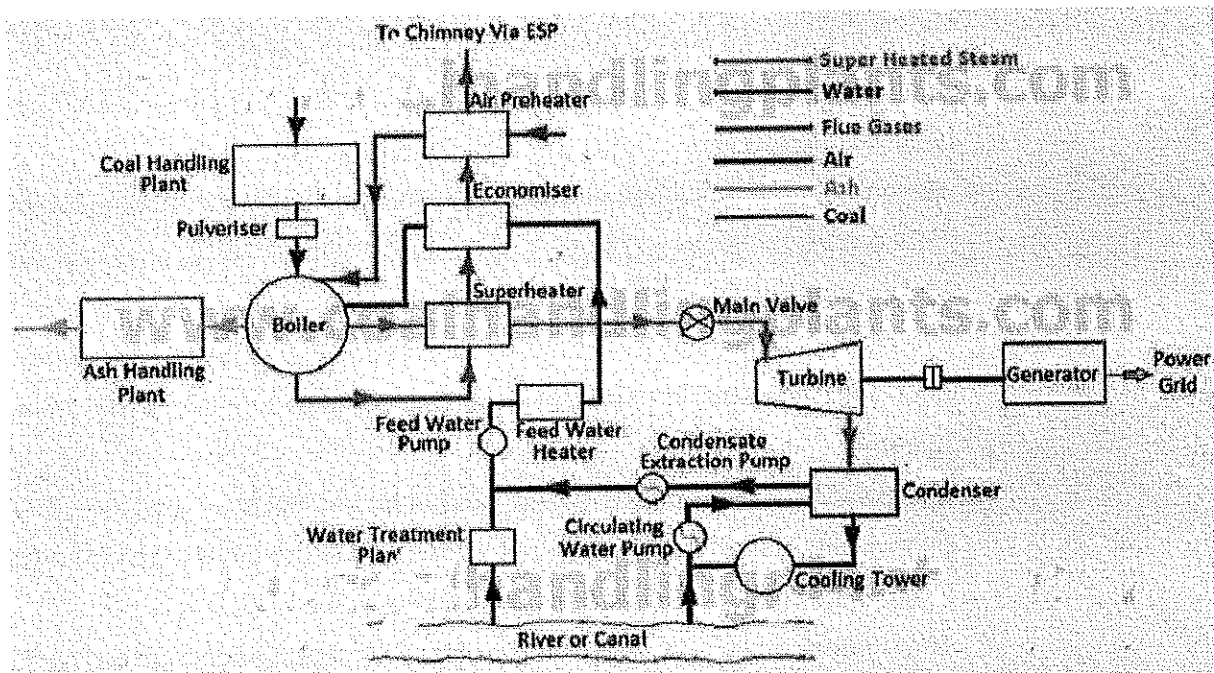 To Chimney Via ESP
Super Heated Steam
Water
Flue Gases
Air
Ash
Coal
Air Preheater
Coal Handling
Plant
Economiser
Pulveriser
Superheater
Main Valve
Boiler
Ash Handling
Plant
Turbine
Generator
Power
Grid
Feed Water
Pump
Feed Water
Heater
Condensate
Extraction Pump
Condenser
Water Treatment
Plan
Circulating
Water Pump
Cooling Tower
River or Canal